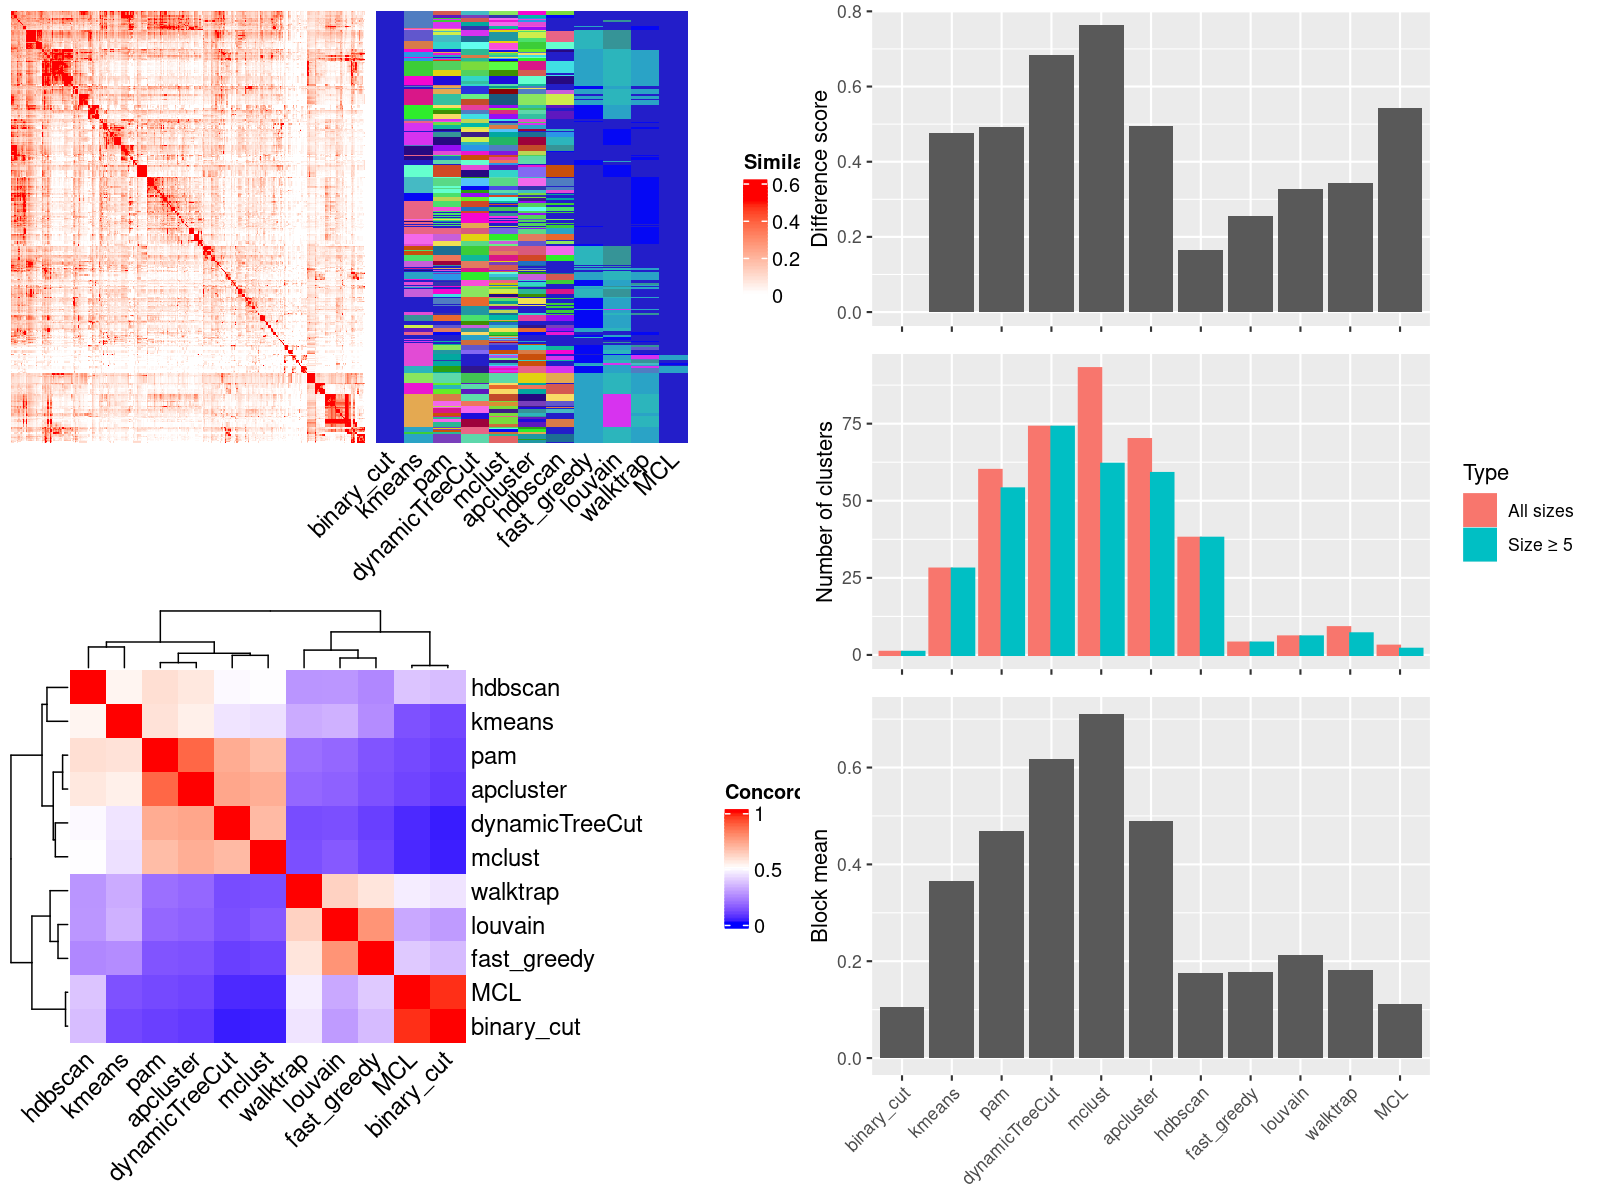 Simila
0.6
0.4
0.2
0
binary_cut
kmeans
pam
dynamicTreeCut
mclust
apcluster
hdbscan
fast_greedy
louvain
walktrap
MCL
hdbscan
kmeans
pam
apcluster
dynamicTreeCut
mclust
walktrap
louvain
fast_greedy
MCL
binary_cut
Concord
1
0.5
0
hdbscan
kmeans
pam
apcluster
dynamicTreeCut
mclust
walktrap
louvain
fast_greedy
MCL
binary_cut
Difference score
0.8
0.6
0.4
0.2
0.0
Number of clusters
75
50
25
0
Type
All sizes
Size ≥ 5
Block mean
0.6
0.4
0.2
0.0
binary_cut
kmeans
pam
dynamicTreeCut
mclust
apcluster
hdbscan
fast_greedy
louvain
walktrap
MCL